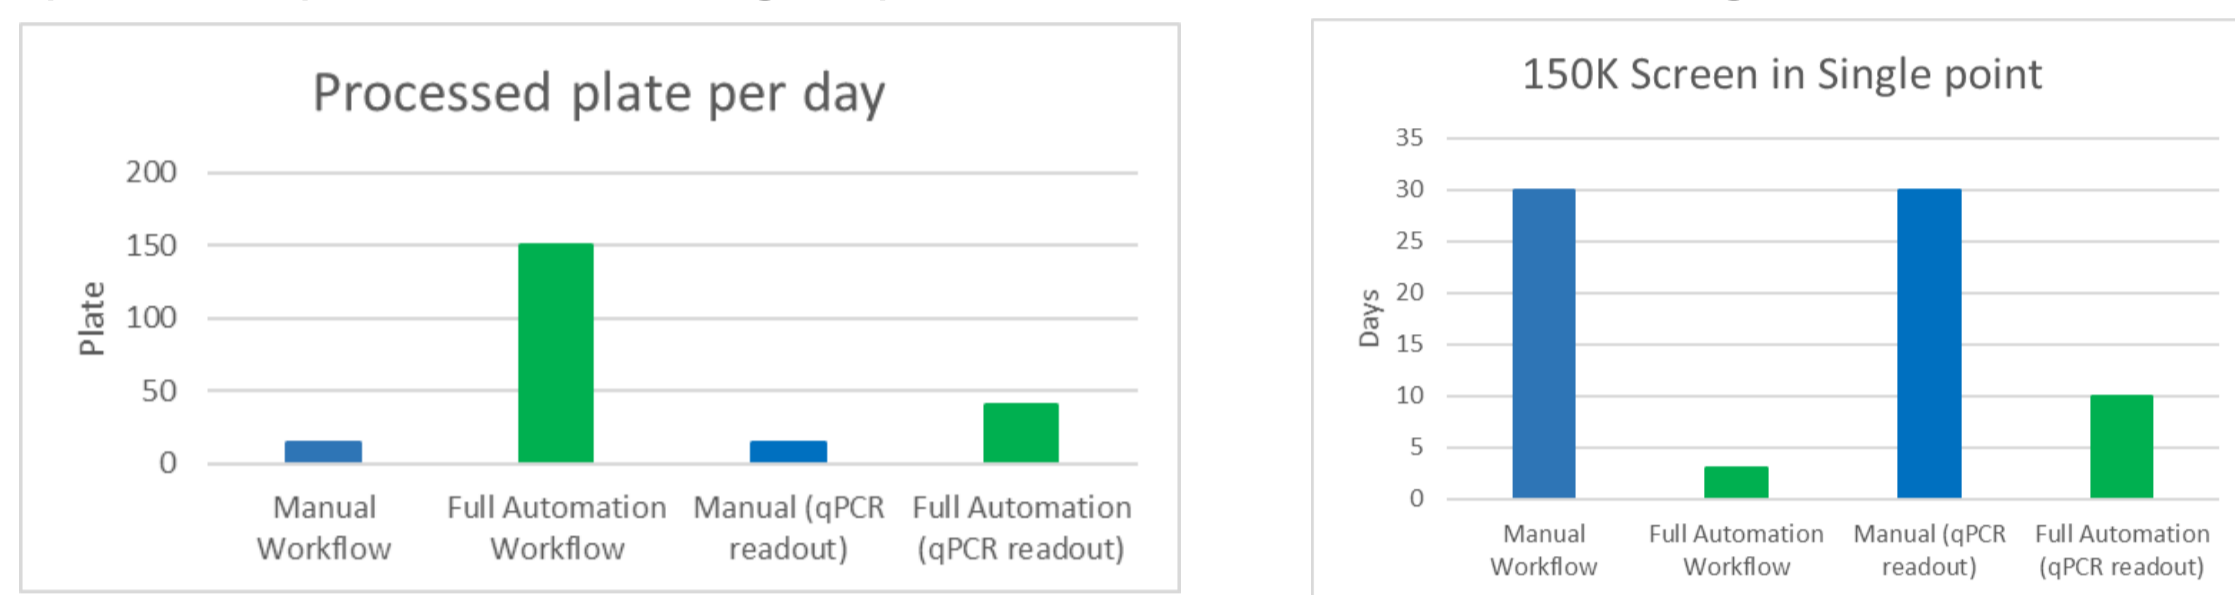 Processed plate per day
200
150
100
50
0
Plate
Manual Workflow
Full Automation Workflow
Manual (qPCR readout)
Full Automation (qPCR readout)
150K Screen in Single point
35
30
25
20
15
10
5
0
Days
Manual Workflow
Full Automation Workflow
Manual (qPCR readout)
Full Automation (qPCR readout)